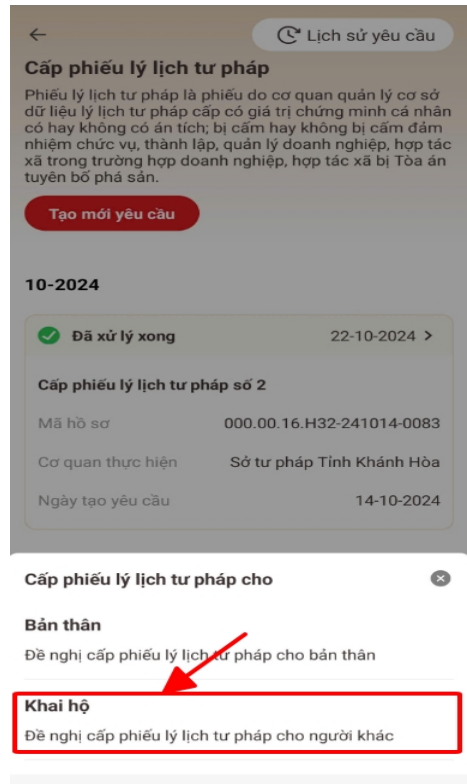 Lịch sử yêu cầu
Cấp phiếu lý lịch tư pháp
Phiếu lý lịch tư pháp là phiếu do cơ quan quản lý cơ sở
dữ liệu lý lịch tư pháp cấp có giá trị chứng minh cá nhân
có hay không có án tích; bị cấm hay không bị cấm đảm
nhiệm chức vụ, thành lập, quản lý doanh nghiệp, hợp tác
xã trong trường hợp doanh nghiệp, hợp tác xã bị Tòa án
tuyên bố phá sản.
Tạo mới yêu cầu
10-2024
Đã xử lý xong 22-10-2024
Cấp phiếu lý lịch tư pháp số 2
Mã hồ sơ 000.00.16.H32-241014-0083
Cơ quan thực hiện Sở tư pháp Tỉnh Khánh Hòa
Ngày tạo yêu cầu 14-10-2024
Cấp phiếu lý lịch tư pháp cho
Bản thân
Đề nghị cấp phiếu lý lịch tư pháp cho bản thân
Khai hộ
Đề nghị cấp phiếu lý lịch tư pháp cho người khác